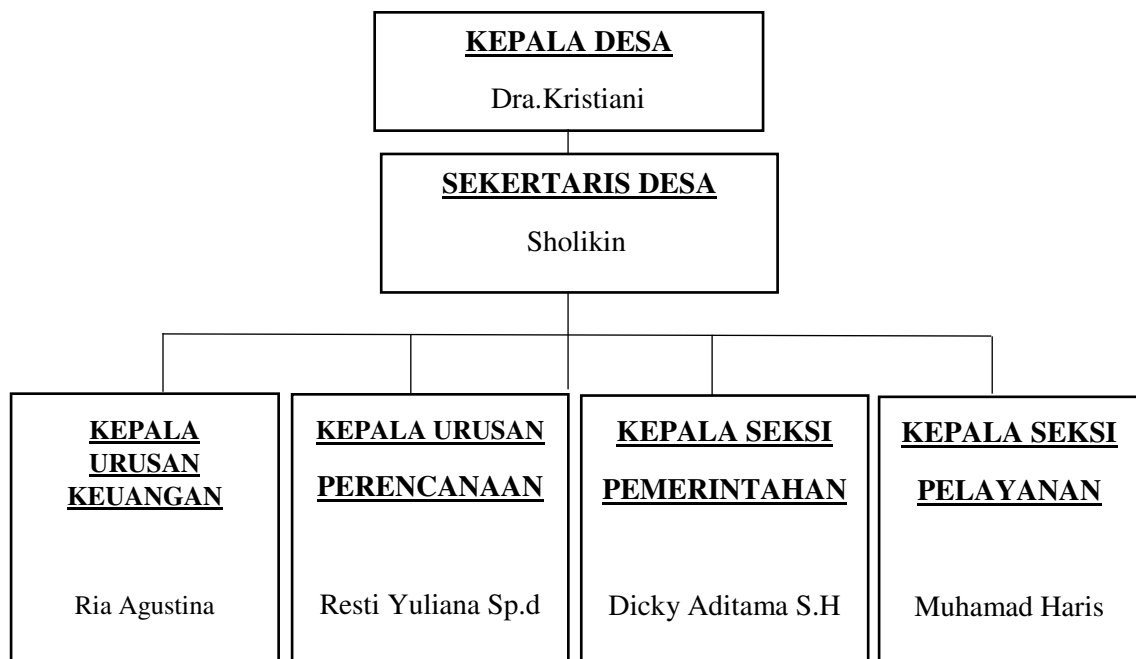 KEPALA DESA
Dra.Kristiani
SEKERTARIS DESA
Sholikin
KEPALA
URUSAN
KEUANGAN
Ria Agustina
KEPALA URUSAN
PERENCANAAN
Resti Yuliana Sp.d
KEPALA SEKSI
PEMERINTAHAN
Dicky Aditama S.H
KEPALA SEKSI
PELAYANAN
Muhamad Haris